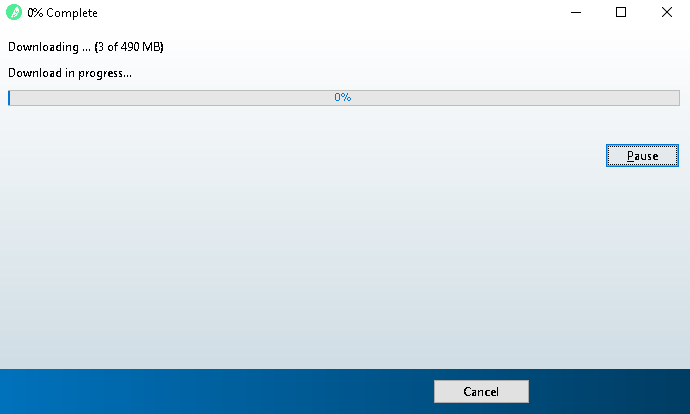 0% Complete
Downloading ... (3 of 490 MB)
Download in progress...
0%
Pause
Cancel